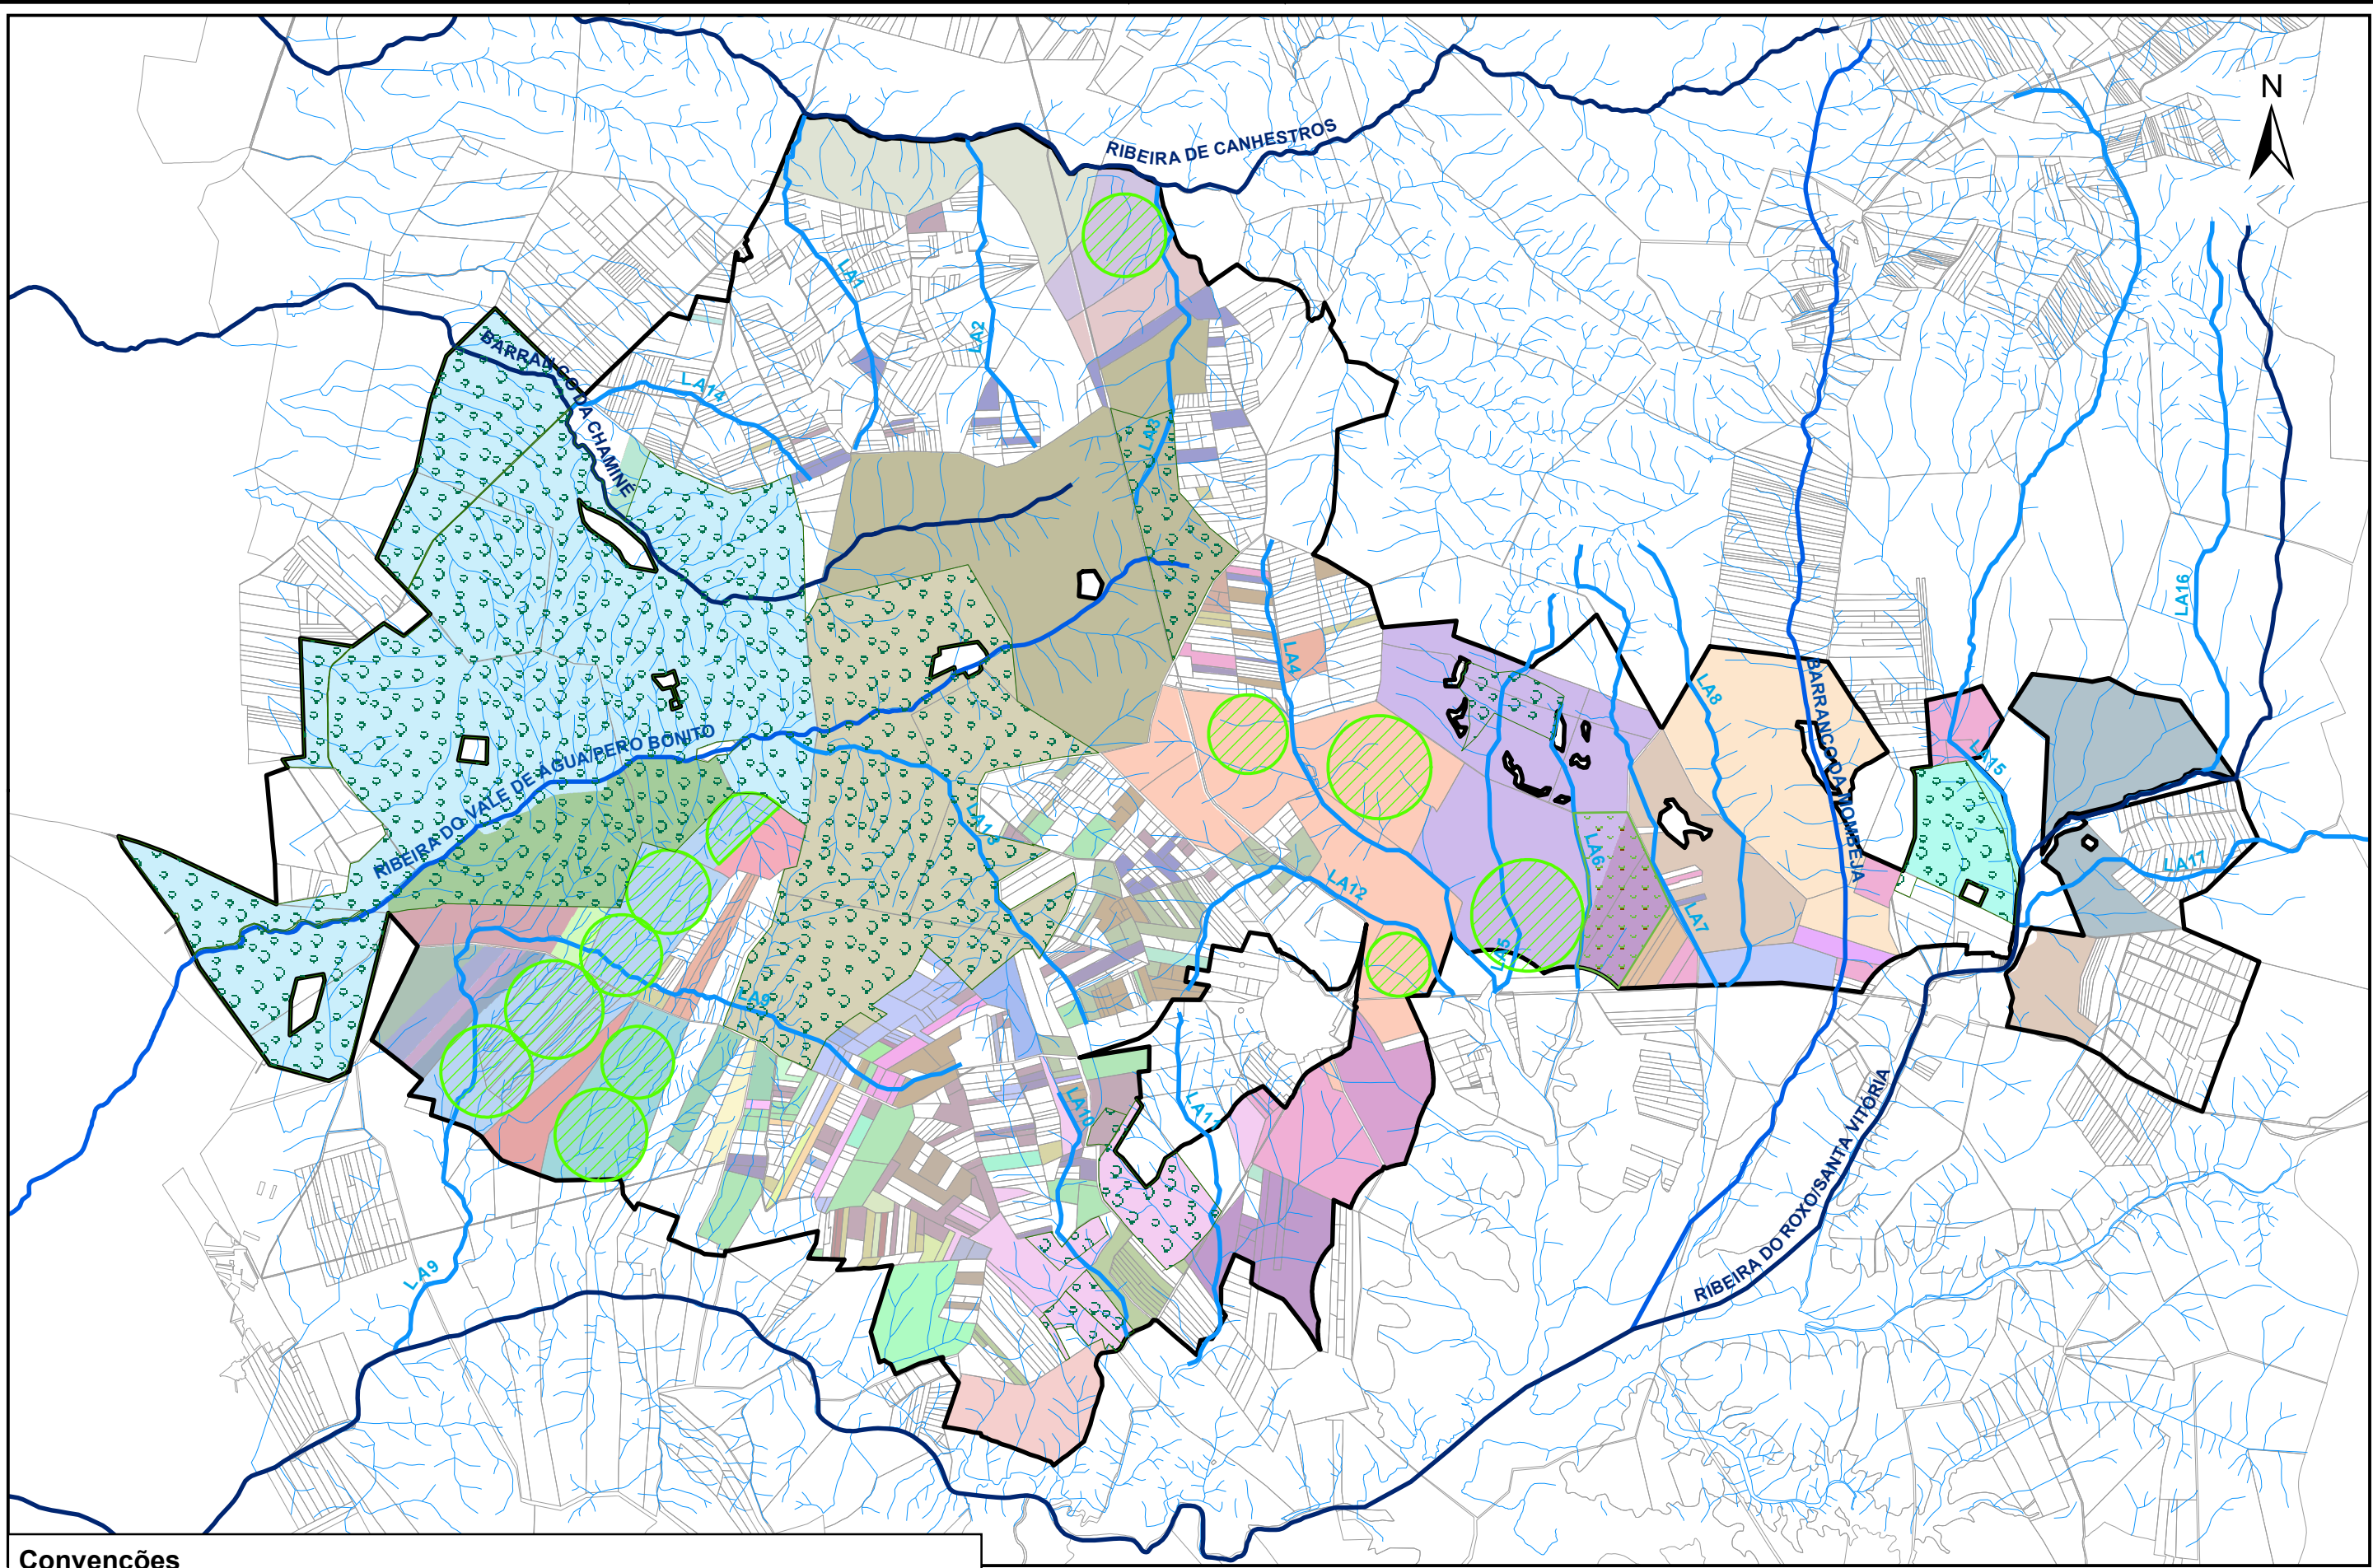 N
RIBEIRA DE CANHESTROS
LA1
LA2
BARRANCO DA CHAMINÉ
LA14
LA3
LA16
LA4
LA8
BARRANCO DA MOMBEJA
RIBEIRA DO VALE DE ÁGUA/PERO BONITO
LA15
LA13
LA6
LA17
LA12
LA7
LA5
LA9
LA10
LA11
RIBEIRA DO ROXO/SANTA VITÓRIA
LA9
Convenções